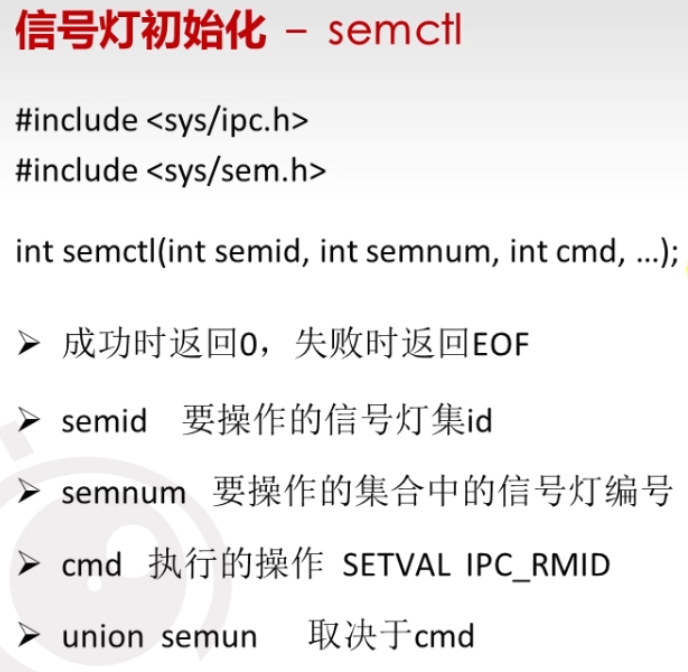 信号灯初始化 – semctl
#include <sys/ipc.h>
#include <sys/sem.h>
int semctl(int semid, int semnum, int cmd, …);
➢ 成功时返回0，失败时返回EOF
➢ semid 要操作的信号灯集id
➢ semnum 要操作的集合中的信号灯编号
➢ cmd 执行的操作 SETVAL IPC_RMID
➢ union semun 取决于cmd